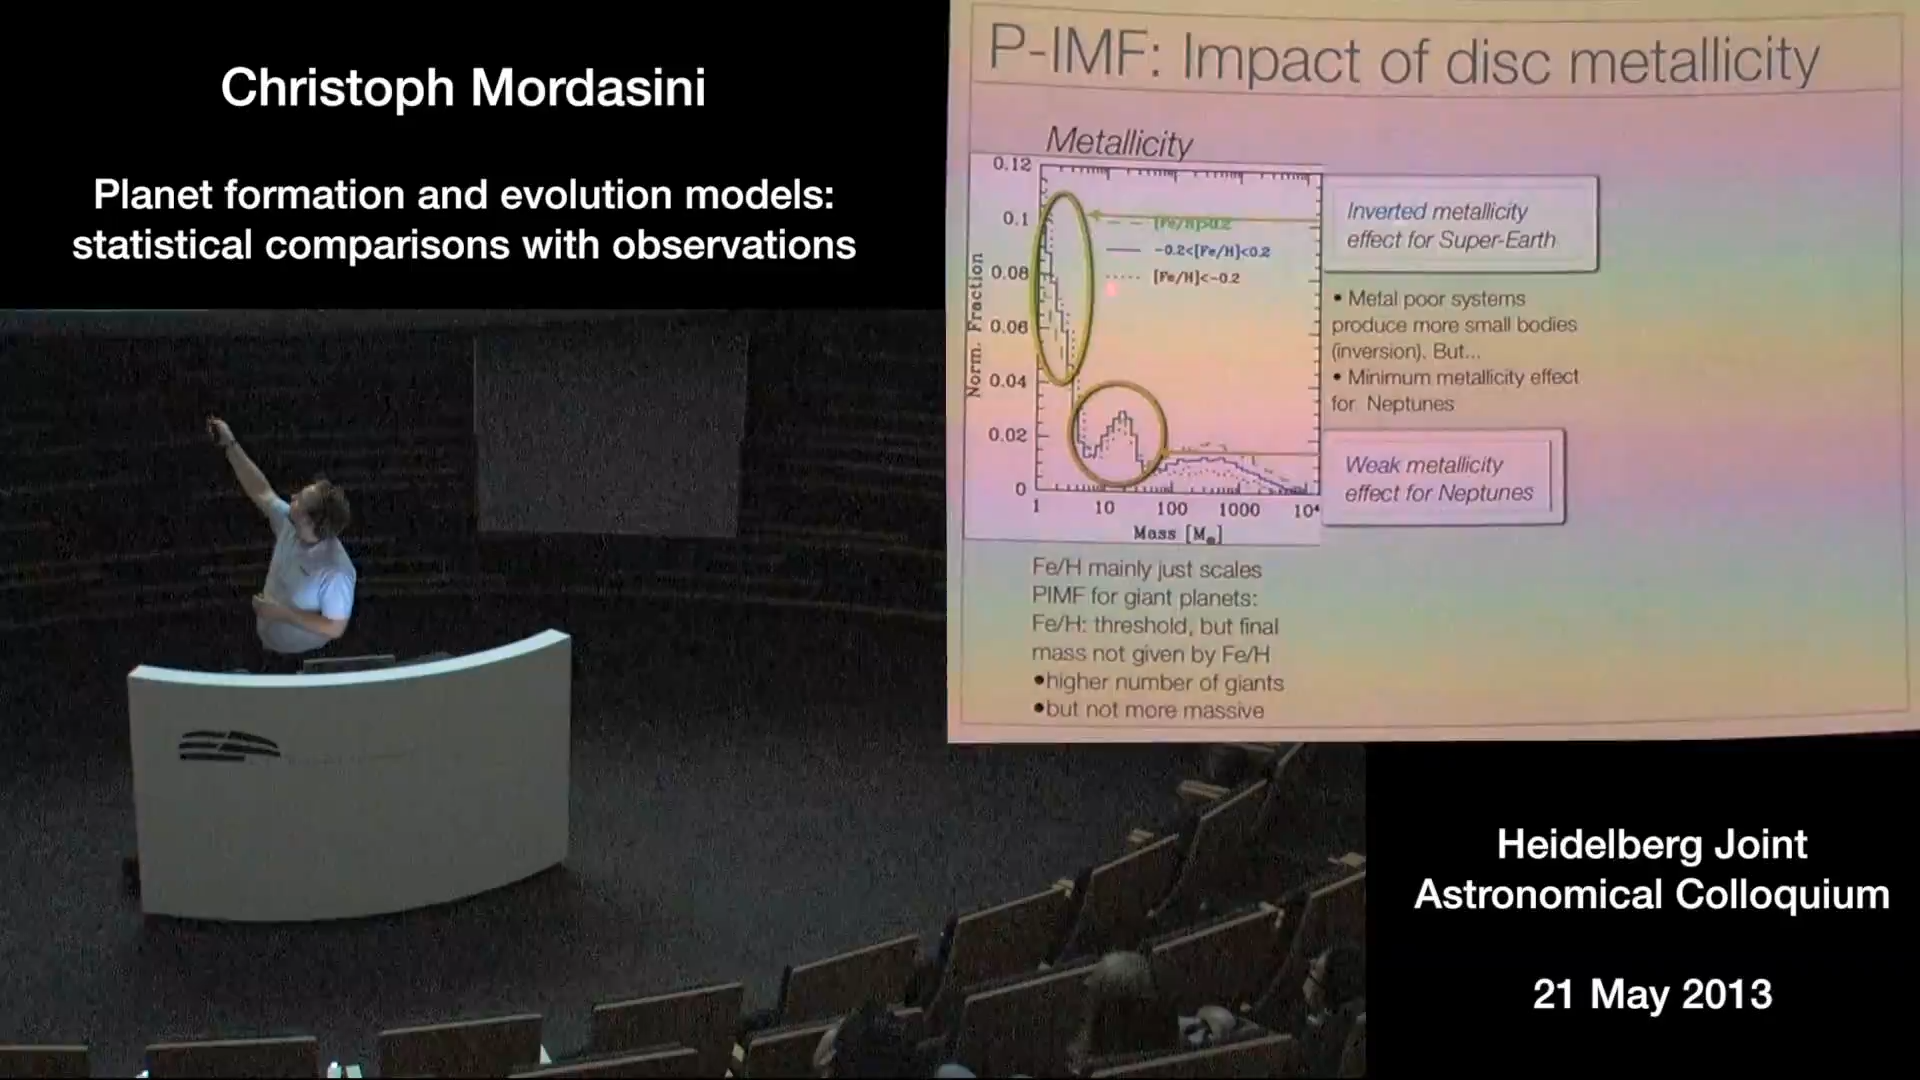 Christoph Mordasini
Planet formation and evolution models:
statistical comparisons with observations
P-IMF: Impact of disc metallicity
Metallicity
0.12
0.1
0.08
0.06
0.04
0.02
0
Norm. Fraction
[Fe/H]>0.2
-0.2<[Fe/H]<0.2
[Fe/H]<-0.2
1
10
100
1000
10⁴
Mass [M⊕]
Inverted metallicity
effect for Super-Earth
• Metal poor systems
produce more small bodies
(inversion). But...
• Minimum metallicity effect
for Neptunes
Weak metallicity
effect for Neptunes
Fe/H mainly just scales
PIMF for giant planets:
Fe/H: threshold, but final
mass not given by Fe/H
•higher number of giants
•but not more massive
Heidelberg Joint
Astronomical Colloquium
21 May 2013